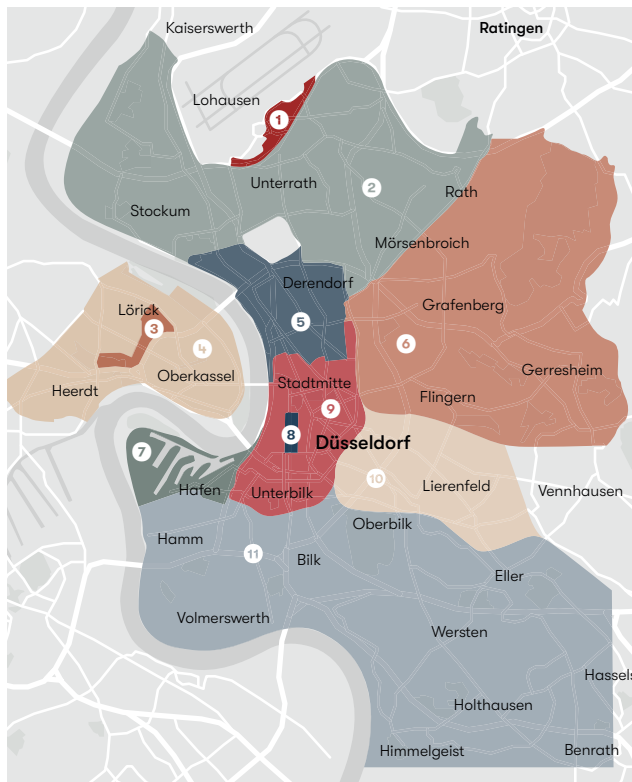 Kaiserswerth
Ratingen
Lohausen
1
Unterrath
2
Rath
Stockum
Mörsenbroich
Derendorf
Lörick
3
Grafenberg
5
4
6
Gerresheim
Oberkassel
Heerdt
Stadtmitte
Flingern
9
8
Düsseldorf
7
10
Lierenfeld
Hafen
Unterbilk
Vennhausen
Oberbilk
Hamm
11
Bilk
Eller
Volmerswerth
Wersten
Hassels
Holthausen
Himmelgeist
Benrath